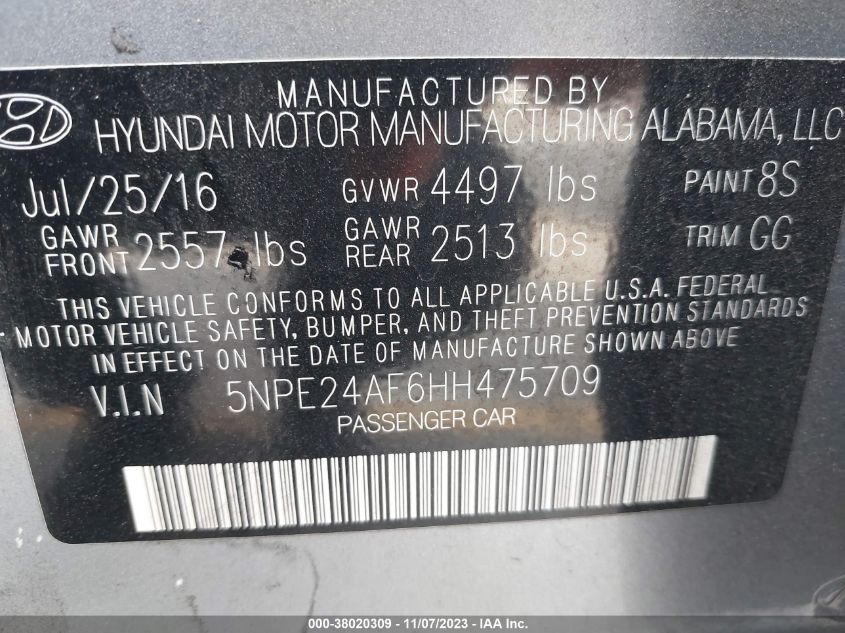 MANUFACTURED BY
HYUNDAI MOTOR MANUFACTURING ALABAMA, LLC
Jul/25/16 GVWR 4497 lbs PAINT 8S
GAWR FRONT 2557 lbs GAWR REAR 2513 lbs TRIM GG
THIS VEHICLE CONFORMS TO ALL APPLICABLE U.S.A. FEDERAL
MOTOR VEHICLE SAFETY, BUMPER, AND THEFT PREVENTION STANDARDS
IN EFFECT ON THE DATE OF MANUFACTURE SHOWN ABOVE
V.I.N 5NPE24AF6HH475709
PASSENGER CAR
000-38020309 - 11/07/2023 - IAA Inc.